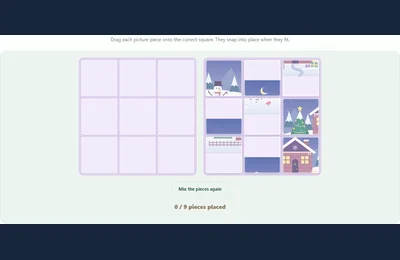 Drag each picture piece onto the correct square. They snap into place when they fit.
Mix the pieces again
0 / 9 pieces placed